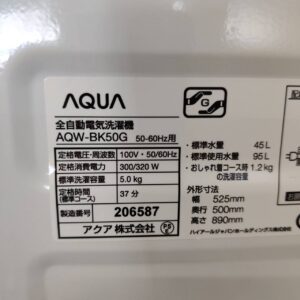 AQUA
全自動電気洗濯機
AQW-BK50G 50-60Hz用
定格電圧・周波数 100V・50/60Hz
定格消費電力 300/320 W
標準洗濯容量 5.0 kg
定格時間 (標準コース) 37 分
製造番号 206587
アクア 株式会社
G
・標準水量 45 L
・標準使用水量 95 L
・おしゃれ着コース時 1.2 kg
の洗濯容量
外形寸法
幅 525mm
奥行 500mm
高さ 890mm
ハイアールジャパンホールディングス株式会社